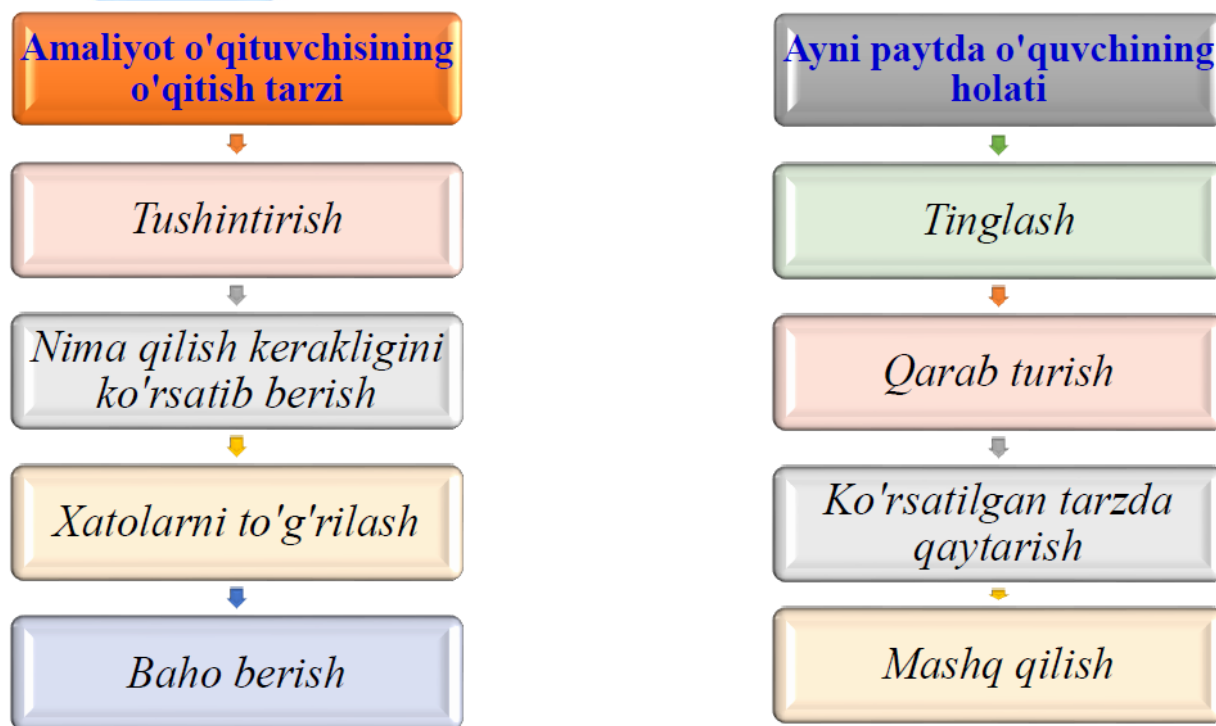 Amaliyot o'qituvchisining
o'qitish tarzi
Tushintirish
Nima qilish kerakligini
ko'rsatib berish
Xatolarni to'g'rilash
Baho berish
Ayni paytda o'quvchining
holati
Tinglash
Qarab turish
Ko'rsatilgan tarzda
qaytarish
Mashq qilish